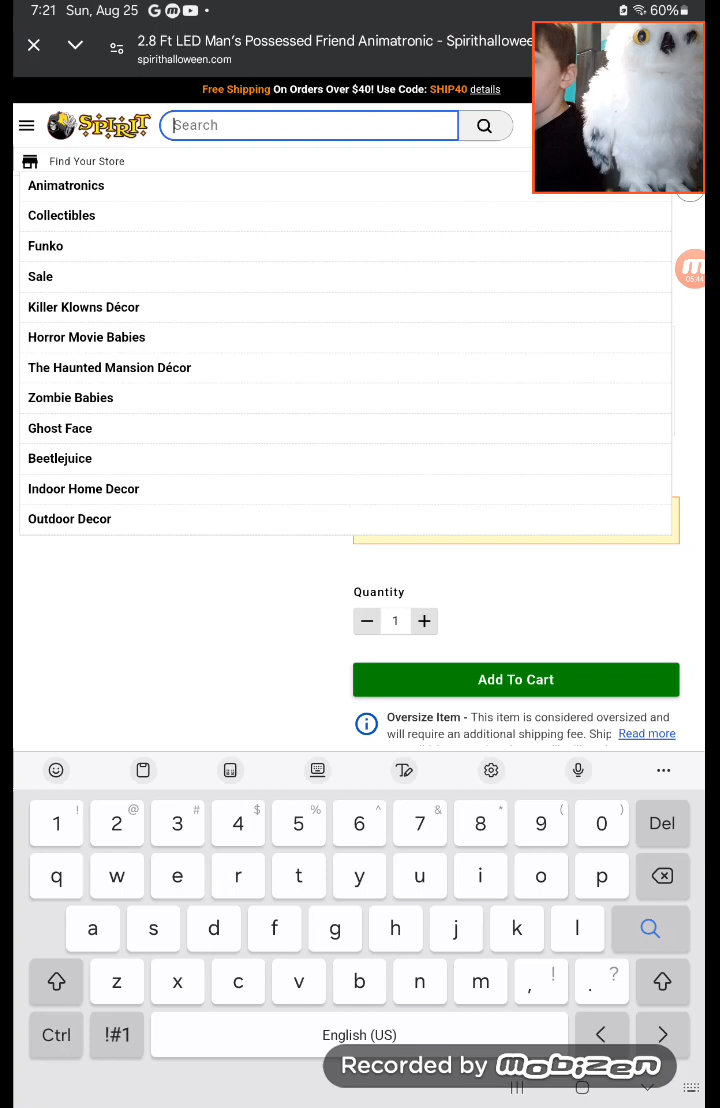 7:21 Sun, Aug 25 G 60%
2.8 Ft LED Man's Possessed Friend Animatronic - Spirithallowee
spirithalloween.com
Free Shipping On Orders Over $40! Use Code: SHIP40 details
SPIRIT
Search
Find Your Store
Animatronics
Collectibles
Funko
Sale
05:44
Killer Klowns Décor
Horror Movie Babies
The Haunted Mansion Décor
Zombie Babies
Ghost Face
Beetlejuice
Indoor Home Decor
Outdoor Decor
Quantity
− 1 +
Add To Cart
Oversize Item - This item is considered oversized and
will require an additional shipping fee. Ship Read more
! @ # $ % ^ & * ( )
1 2 3 4 5 6 7 8 9 0 Del
q w e r t y u i o p
a s d f g h j k l
z x c v b n m , ! . ?
Ctrl !#1 English (US) < >
Recorded by mobizen